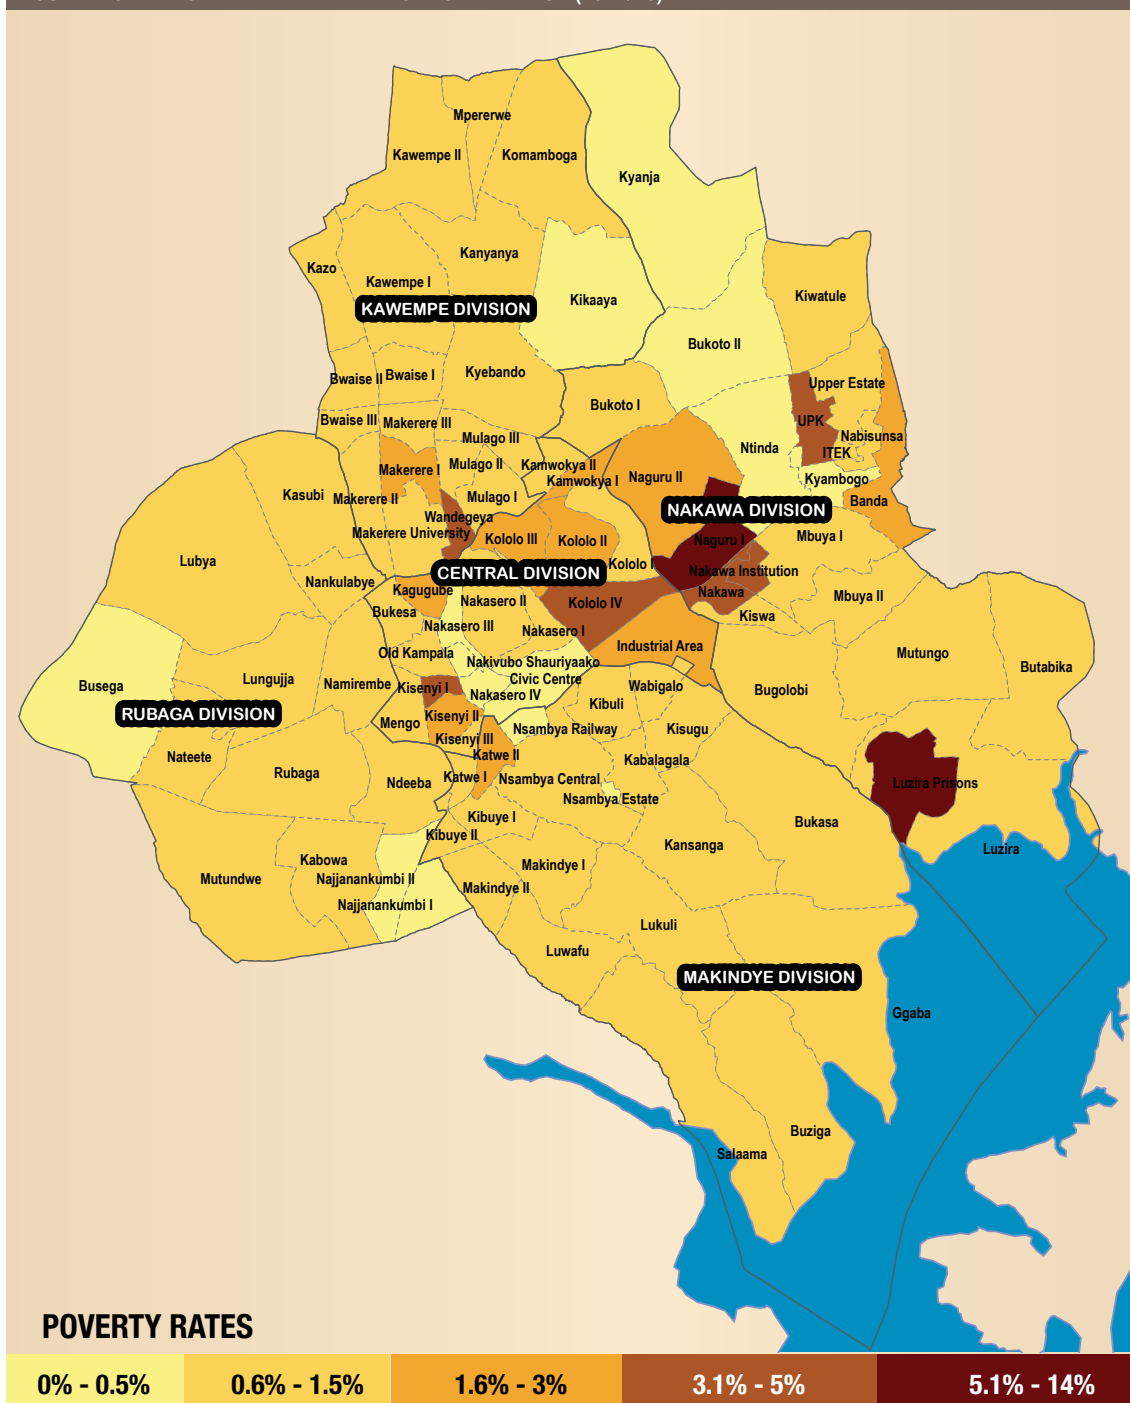 Mpererwe
Kawempe II
Komamboga
Kyanja
Kanyanya
Kazo
Kawempe I
Kikaaya
Kiwatule
KAWEMPE DIVISION
Bukoto II
Kyebando
Bwaise II
Bwaise I
Upper Estate
Bukoto I
Bwaise III
Makerere III
UPK
Nabisunsa
Mulago III
Ntinda
ITEK
Makerere I
Mulago II
Kamwokya II
Kamwokya I
Naguru II
Kyambogo
Kasubi
Makerere II
Mulago I
Banda
Wandegeya
NAKAWA DIVISION
Makerere University
Kololo III
Kololo II
Naguru I
Mbuya I
Lubya
Kololo I
CENTRAL DIVISION
Nakawa Institution
Nankulabye
Kagugube
Nakasero II
Kololo IV
Nakawa
Mbuya II
Bukesa
Kiswa
Nakasero III
Nakasero I
Industrial Area
Old Kampala
Mutungo
Nakivubo Shauriyaako
Butabika
Lungujja
Namirembe
Civic Centre
Busega
Kisenyi I
Nakasero IV
Wabigalo
Bugolobi
Kibuli
RUBAGA DIVISION
Mengo
Kisenyi II
Nsambya Railway
Kisugu
Kisenyi III
Nateete
Katwe II
Kabalagala
Rubaga
Ndeeba
Katwe I
Nsambya Central
Luzira Prisons
Nsambya Estate
Kibuye I
Bukasa
Kibuye II
Kansanga
Luzira
Kabowa
Makindye I
Mutundwe
Najjanankumbi II
Makindye II
Najjanankumbi I
Lukuli
Luwafu
MAKINDYE DIVISION
Ggaba
Buziga
Salaama
POVERTY RATES
0% - 0.5%
0.6% - 1.5%
1.6% - 3%
3.1% - 5%
5.1% - 14%